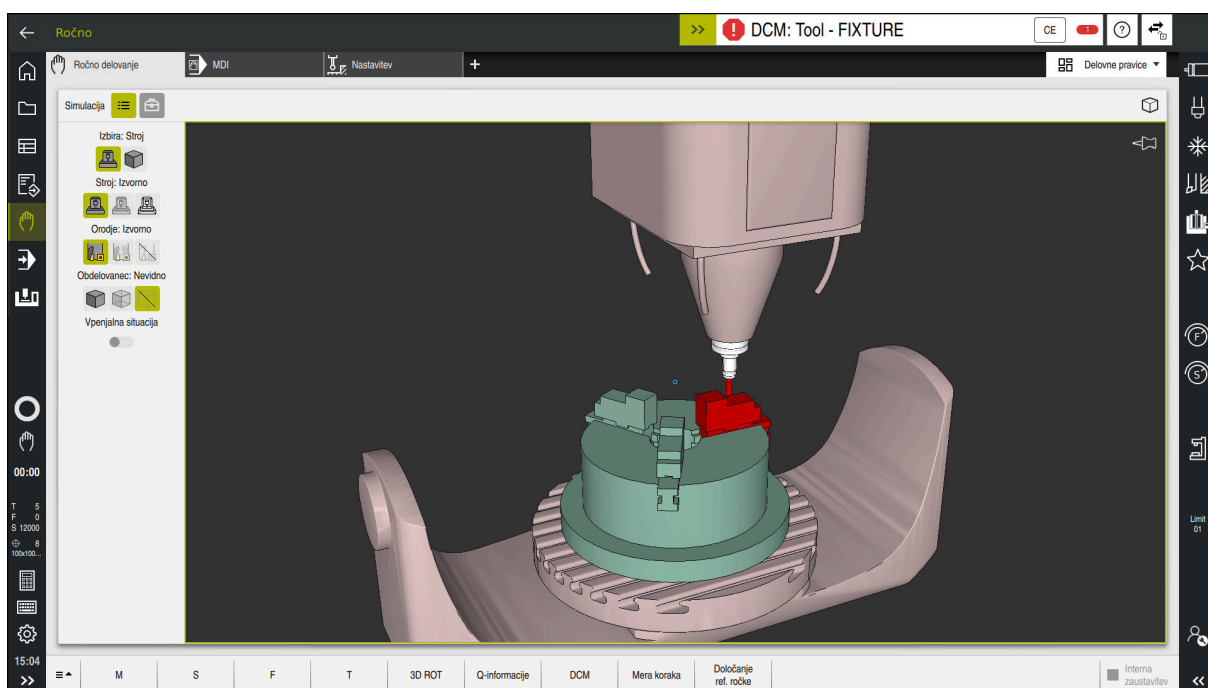 Ročno
DCM: Tool - FIXTURE
CE
Ročno delovanje
MDI
Nastavitev
+
Delovne pravice
Simulacija
Izbira: Stroj
Stroj: Izvorno
Orodje: Izvorno
Obdelovanec: Nevidno
Vpenjalna situacija
F
S
00:00
T 5
F 0
S 12000
8
100x100...
Limit
01
15:04
M
S
F
T
3D ROT
Q-informacije
DCM
Mera koraka
Določanje
ref. ročke
Interna
zaustavitev